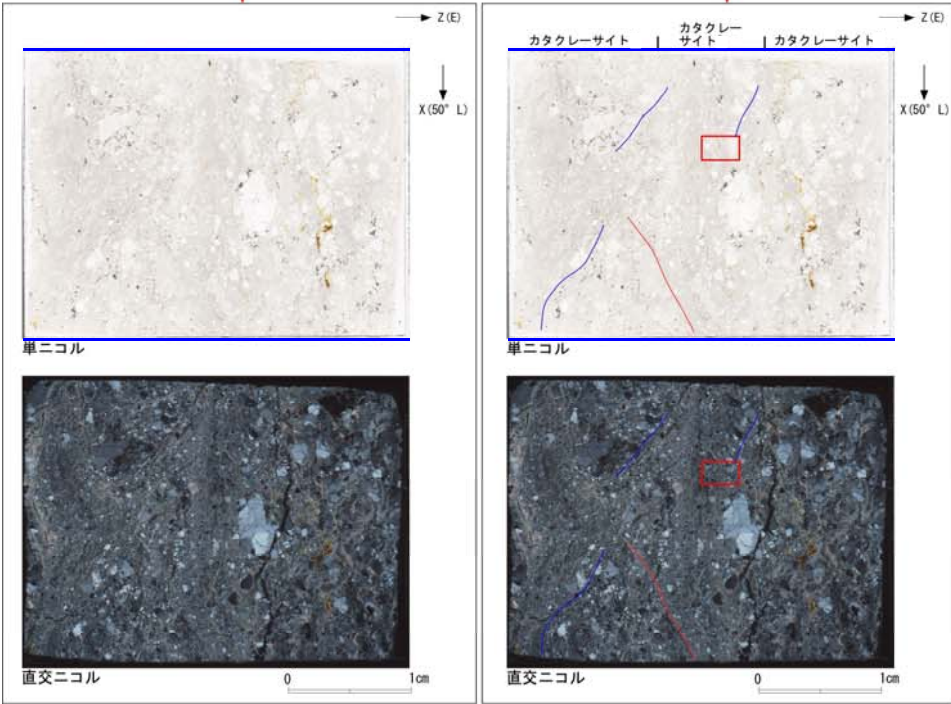 Z(E)
X(50° L)
単ニコル
直交ニコル
0 1cm
Z(E)
カタクレーサイト
カタクレー
サイト
カタクレーサイト
X(50° L)
単ニコル
直交ニコル
0 1cm